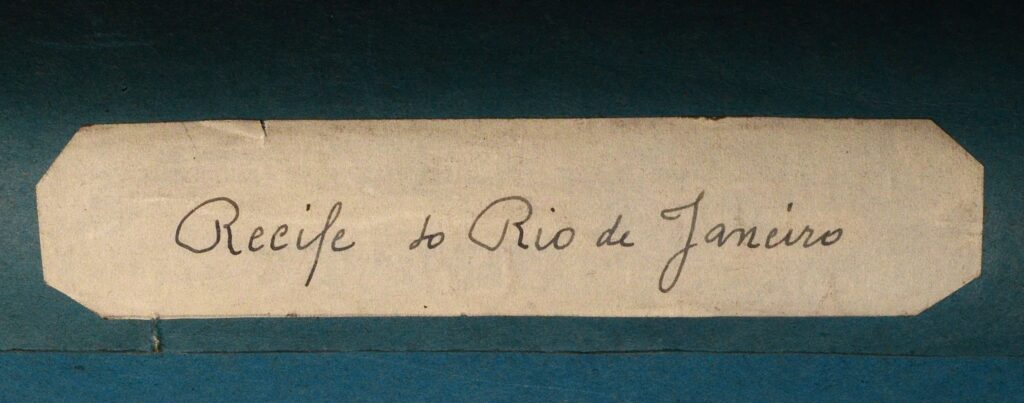 Recife to Rio de Janeiro